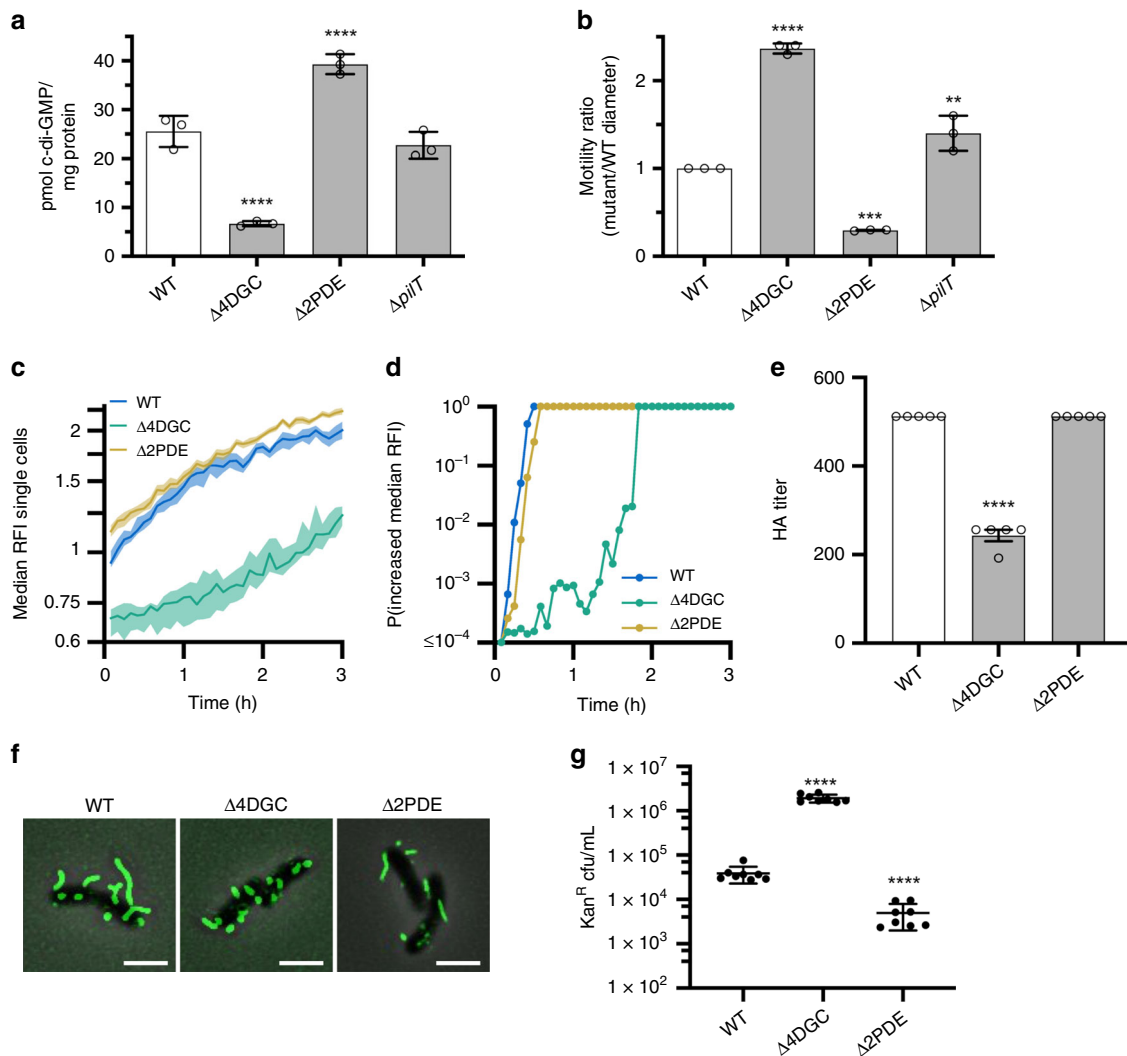 a
pmol c-di-GMP/
mg protein
40
30
20
10
0
****
****
WT
Δ4DGC
Δ2PDE
ΔpilT
b
Motility ratio
(mutant/WT diameter)
2
1
0
****
***
**
WT
Δ4DGC
Δ2PDE
ΔpilT
c
Median RFI single cells
2
1.5
1
0.75
0.6
WT
Δ4DGC
Δ2PDE
0 1 2 3
Time (h)
d
P(increased median RFI)
10⁰
10⁻¹
10⁻²
10⁻³
≤10⁻⁴
WT
Δ4DGC
Δ2PDE
0 1 2 3
Time (h)
e
HA titer
600
400
200
0
****
WT
Δ4DGC
Δ2PDE
f
WT Δ4DGC Δ2PDE
g
Kanᴿ cfu/mL
1 × 10⁷
1 × 10⁶
1 × 10⁵
1 × 10⁴
1 × 10³
1 × 10²
****
****
WT
Δ4DGC
Δ2PDE